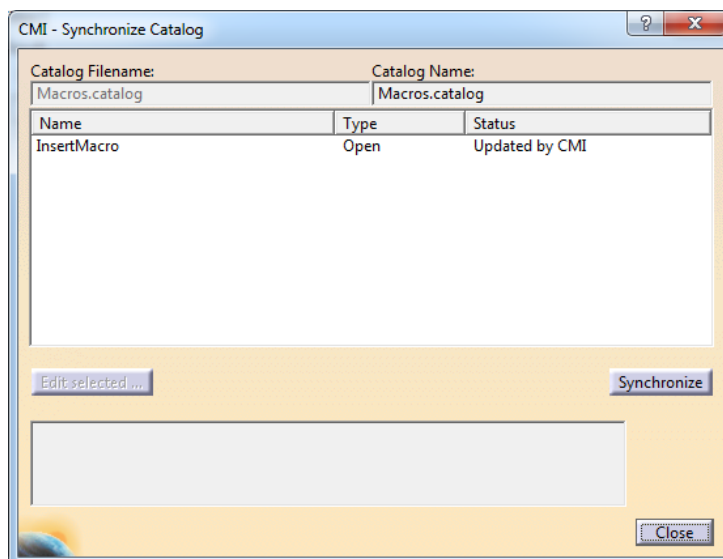 CMI - Synchronize Catalog
?
X
Catalog Filename: Catalog Name:
Macros.catalog Macros.catalog
Name Type Status
InsertMacro Open Updated by CMI
Edit selected ... Synchronize
Close